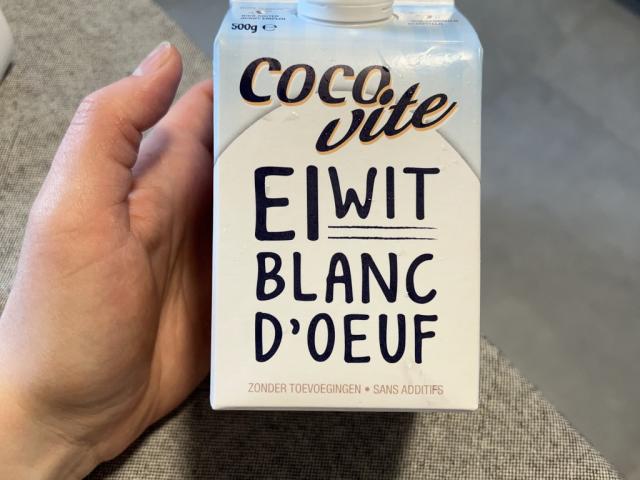 500g ℮
Coco
vite
EIWIT
BLANC
D'OEUF
ZONDER TOEVOEGINGEN • SANS ADDITIFS